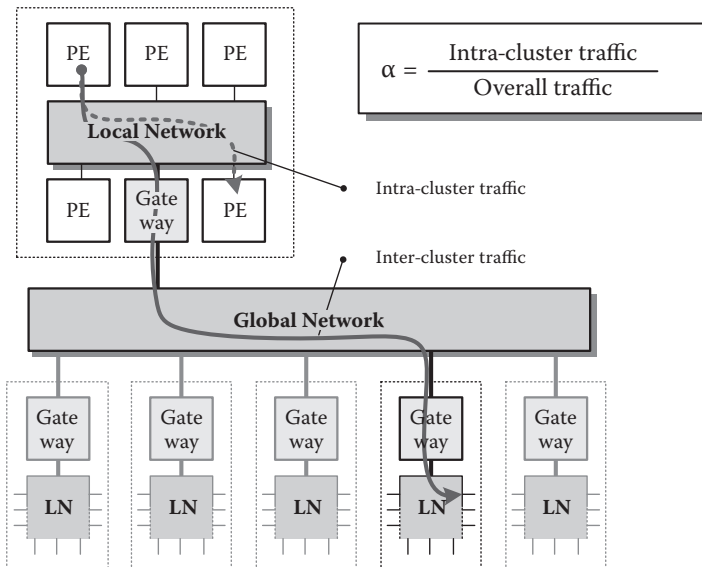 PE PE PE
α = Intra-cluster traffic
Overall traffic
Local Network
PE Gate PE
way
Intra-cluster traffic
Inter-cluster traffic
Global Network
Gate Gate Gate Gate Gate
way way way way way
LN LN LN LN LN